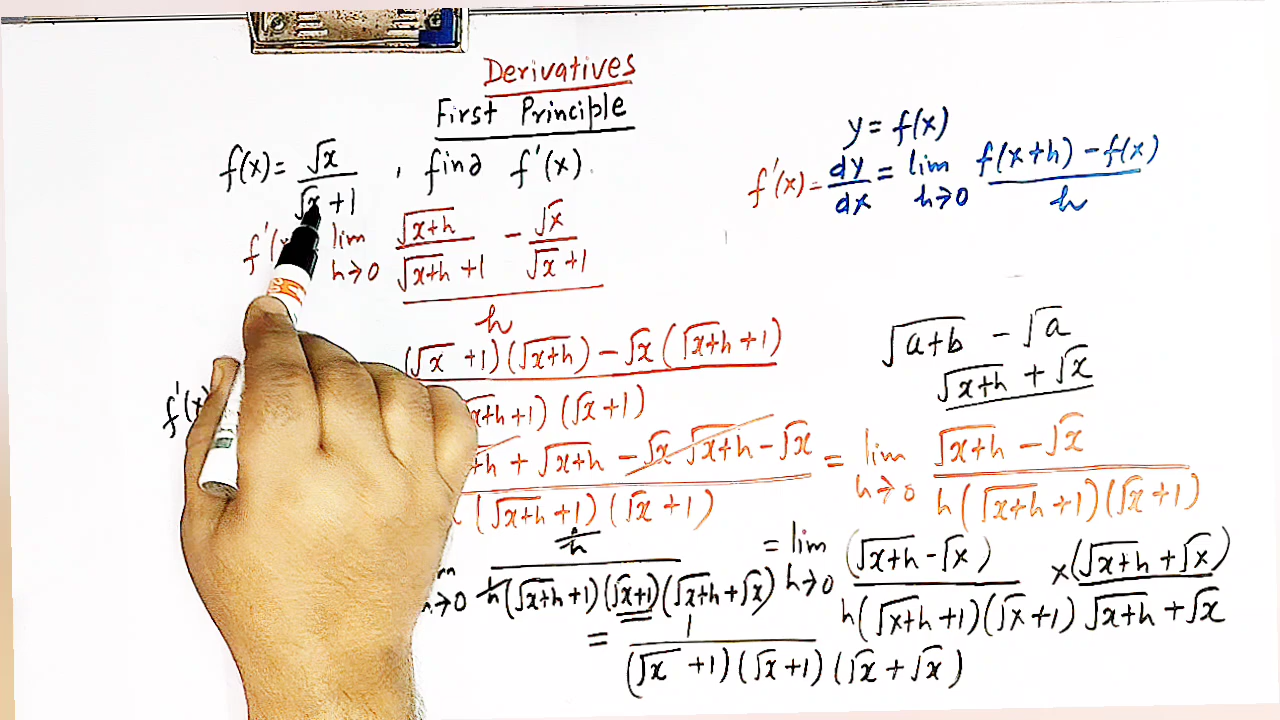 Derivatives
First Principle
f(x) = √x / (√x + 1) , find f'(x).
y = f(x)
f'(x) = dy/dx = lim h→0 (f(x+h) - f(x)) / h
f'( lim h→0 (√(x+h) / (√(x+h) + 1) - √x / (√x + 1)) / h
(√x + 1)(√(x+h)) - √x(√(x+h) + 1)
+h + 1)(√x + 1)
√(a+b) - √a
√(x+h) + √x
f'(x)
+h + √(x+h) - √x √(x+h) - √x / (√(x+h) + 1)(√x + 1) = lim h→0 (√(x+h) - √x) / (h(√(x+h) + 1)(√x + 1))
h→0 h / (h(√(x+h) + 1)(√x + 1)(√(x+h) + √x)) = lim h→0 (√(x+h) - √x) / (h(√(x+h) + 1)(√x + 1)) × (√(x+h) + √x) / (√(x+h) + √x)
= 1 / ((√x + 1)(√x + 1)(√x + √x))